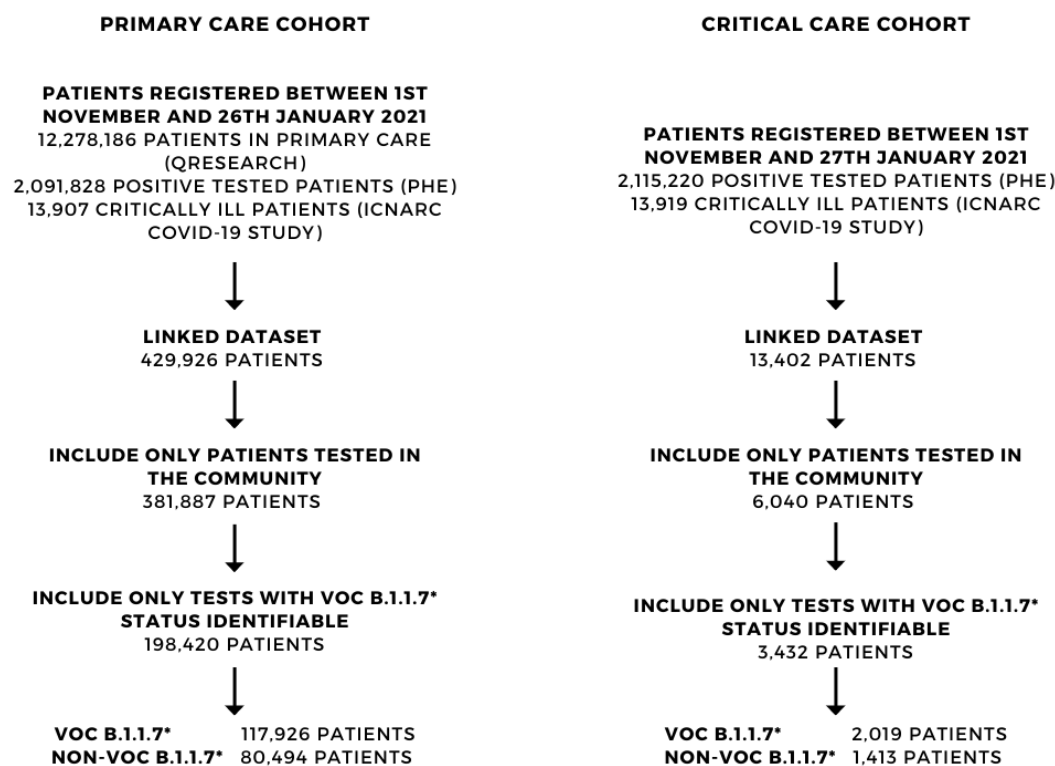 PRIMARY CARE COHORT
PATIENTS REGISTERED BETWEEN 1ST
NOVEMBER AND 26TH JANUARY 2021
12,278,186 PATIENTS IN PRIMARY CARE
(QRESEARCH)
2,091,828 POSITIVE TESTED PATIENTS (PHE)
13,907 CRITICALLY ILL PATIENTS (ICNARC
COVID-19 STUDY)
LINKED DATASET
429,926 PATIENTS
INCLUDE ONLY PATIENTS TESTED IN
THE COMMUNITY
381,887 PATIENTS
INCLUDE ONLY TESTS WITH VOC B.1.1.7*
STATUS IDENTIFIABLE
198,420 PATIENTS
VOC B.1.1.7* 117,926 PATIENTS
NON-VOC B.1.1.7* 80,494 PATIENTS
CRITICAL CARE COHORT
PATIENTS REGISTERED BETWEEN 1ST
NOVEMBER AND 27TH JANUARY 2021
2,115,220 POSITIVE TESTED PATIENTS (PHE)
13,919 CRITICALLY ILL PATIENTS (ICNARC
COVID-19 STUDY)
LINKED DATASET
13,402 PATIENTS
INCLUDE ONLY PATIENTS TESTED IN
THE COMMUNITY
6,040 PATIENTS
INCLUDE ONLY TESTS WITH VOC B.1.1.7*
STATUS IDENTIFIABLE
3,432 PATIENTS
VOC B.1.1.7* 2,019 PATIENTS
NON-VOC B.1.1.7* 1,413 PATIENTS